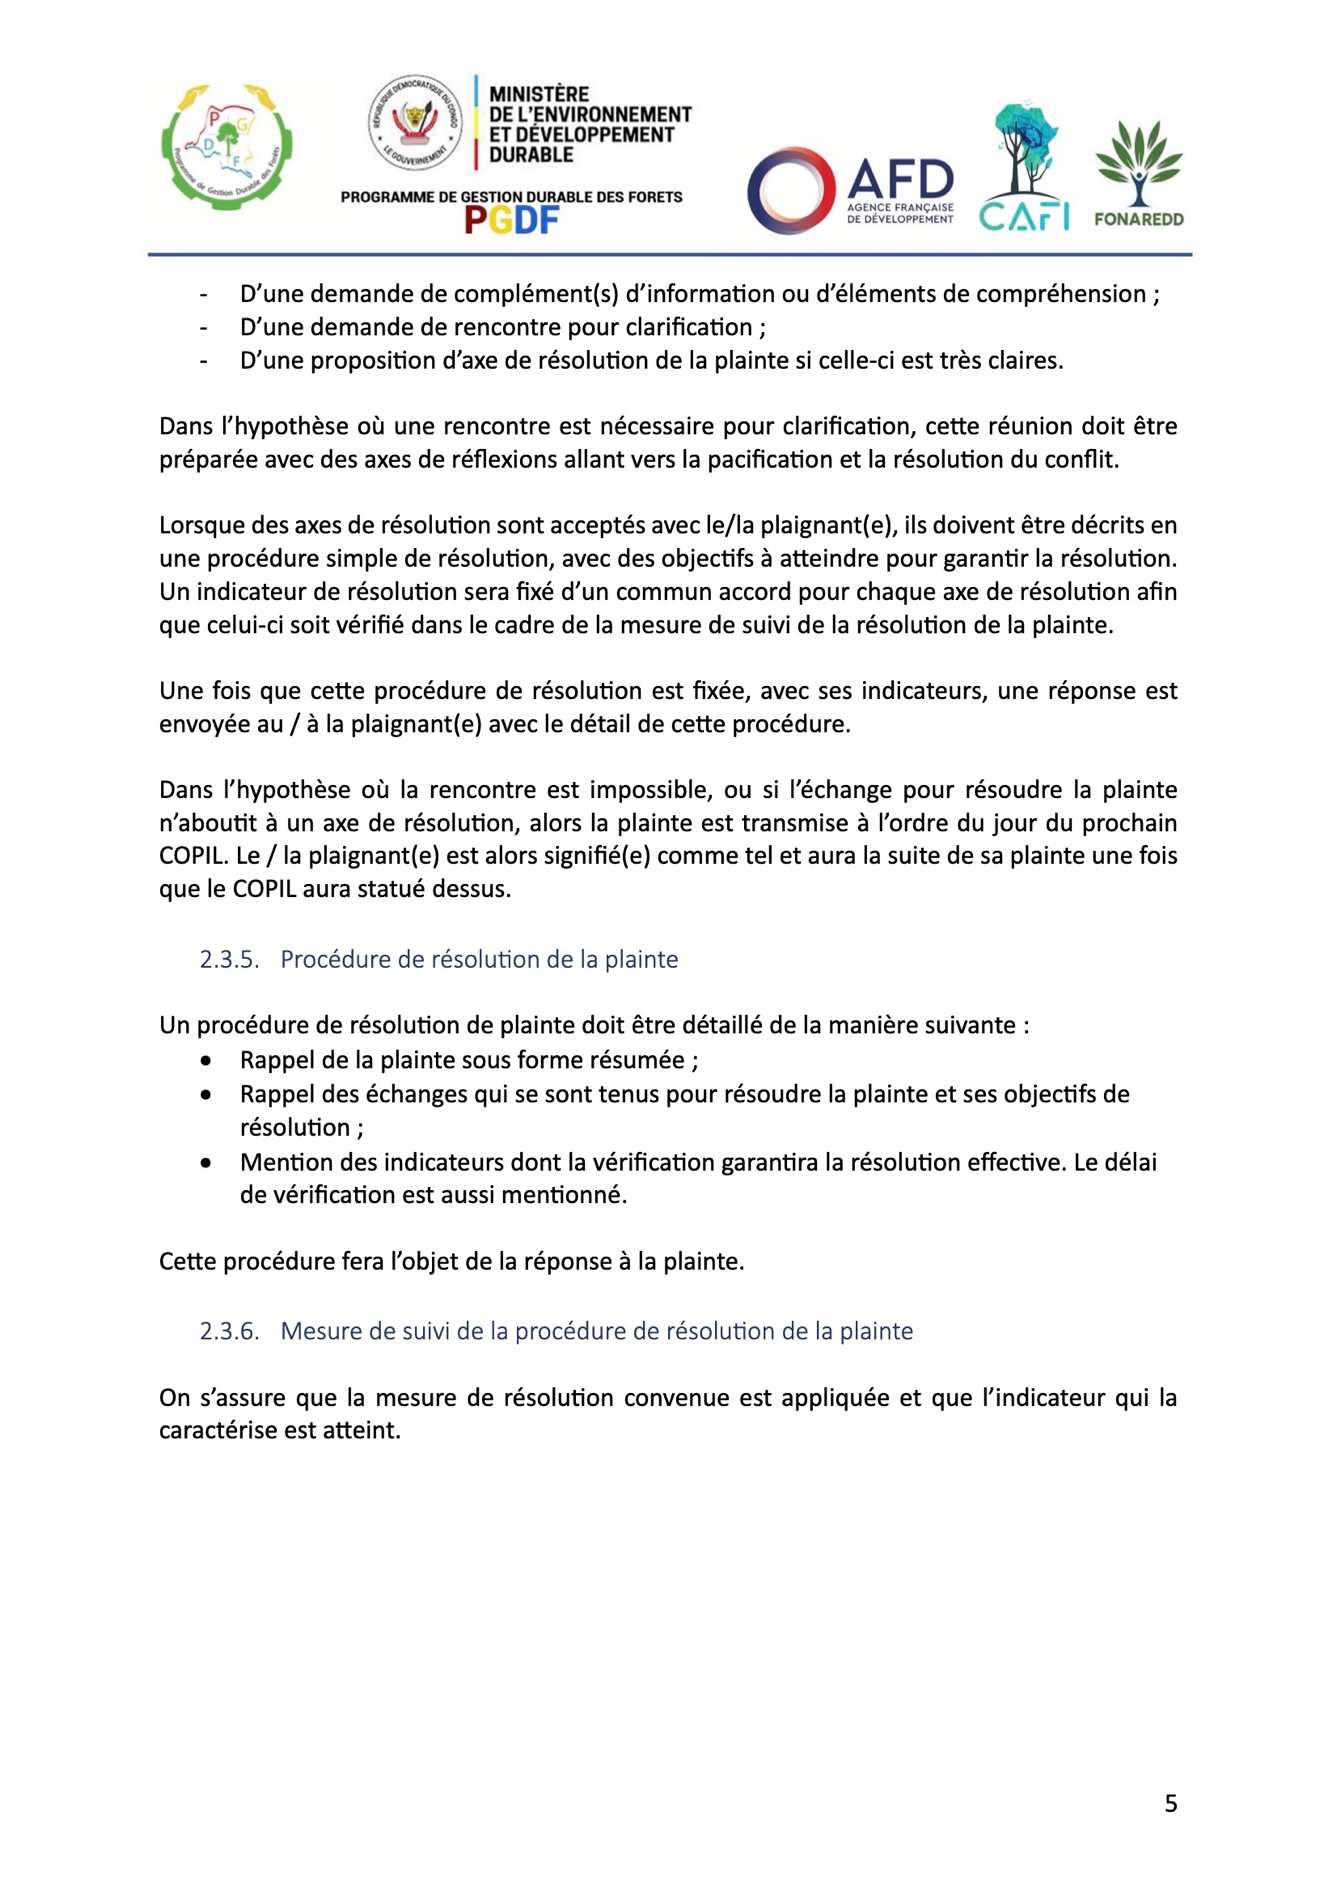 P G D F
Programme de Gestion Durable des Forêts
RÉPUBLIQUE DÉMOCRATIQUE DU CONGO
LE GOUVERNEMENT
MINISTÈRE
DE L'ENVIRONNEMENT
ET DÉVELOPPEMENT
DURABLE
PROGRAMME DE GESTION DURABLE DES FORETS
PGDF
AFD
AGENCE FRANÇAISE
DE DÉVELOPPEMENT
CAFI
FONAREDD
- D’une demande de complément(s) d’information ou d’éléments de compréhension ;
- D’une demande de rencontre pour clarification ;
- D’une proposition d’axe de résolution de la plainte si celle-ci est très claires.
Dans l’hypothèse où une rencontre est nécessaire pour clarification, cette réunion doit être
préparée avec des axes de réflexions allant vers la pacification et la résolution du conflit.
Lorsque des axes de résolution sont acceptés avec le/la plaignant(e), ils doivent être décrits en
une procédure simple de résolution, avec des objectifs à atteindre pour garantir la résolution.
Un indicateur de résolution sera fixé d’un commun accord pour chaque axe de résolution afin
que celui-ci soit vérifié dans le cadre de la mesure de suivi de la résolution de la plainte.
Une fois que cette procédure de résolution est fixée, avec ses indicateurs, une réponse est
envoyée au / à la plaignant(e) avec le détail de cette procédure.
Dans l’hypothèse où la rencontre est impossible, ou si l’échange pour résoudre la plainte
n’aboutit à un axe de résolution, alors la plainte est transmise à l’ordre du jour du prochain
COPIL. Le / la plaignant(e) est alors signifié(e) comme tel et aura la suite de sa plainte une fois
que le COPIL aura statué dessus.
2.3.5. Procédure de résolution de la plainte
Un procédure de résolution de plainte doit être détaillé de la manière suivante :
• Rappel de la plainte sous forme résumée ;
• Rappel des échanges qui se sont tenus pour résoudre la plainte et ses objectifs de
résolution ;
• Mention des indicateurs dont la vérification garantira la résolution effective. Le délai
de vérification est aussi mentionné.
Cette procédure fera l’objet de la réponse à la plainte.
2.3.6. Mesure de suivi de la procédure de résolution de la plainte
On s’assure que la mesure de résolution convenue est appliquée et que l’indicateur qui la
caractérise est atteint.
5